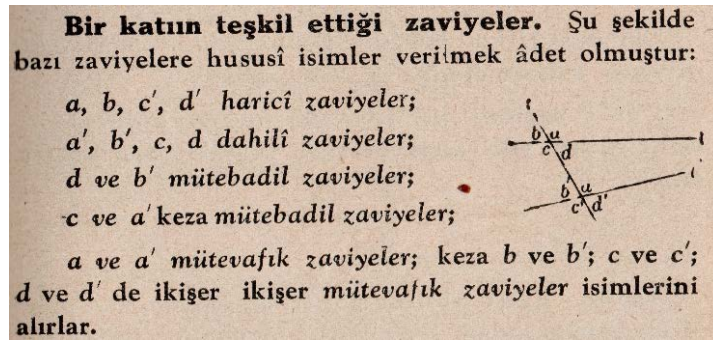 Bir katıın teşkil ettiği zaviyeler. Şu şekilde
bazı zaviyelere hususî isimler verilmek âdet olmuştur:
a, b, c', d' haricî zaviyeler;
a', b', c, d dahilî zaviyeler;
d ve b' mütebadil zaviyeler;
c ve a' keza mütebadil zaviyeler;
a ve a' mütevafık zaviyeler; keza b ve b'; c ve c';
d ve d' de ikişer ikişer mütevafık zaviyeler isimlerini
alırlar.
b a
c d
b a
c' d'